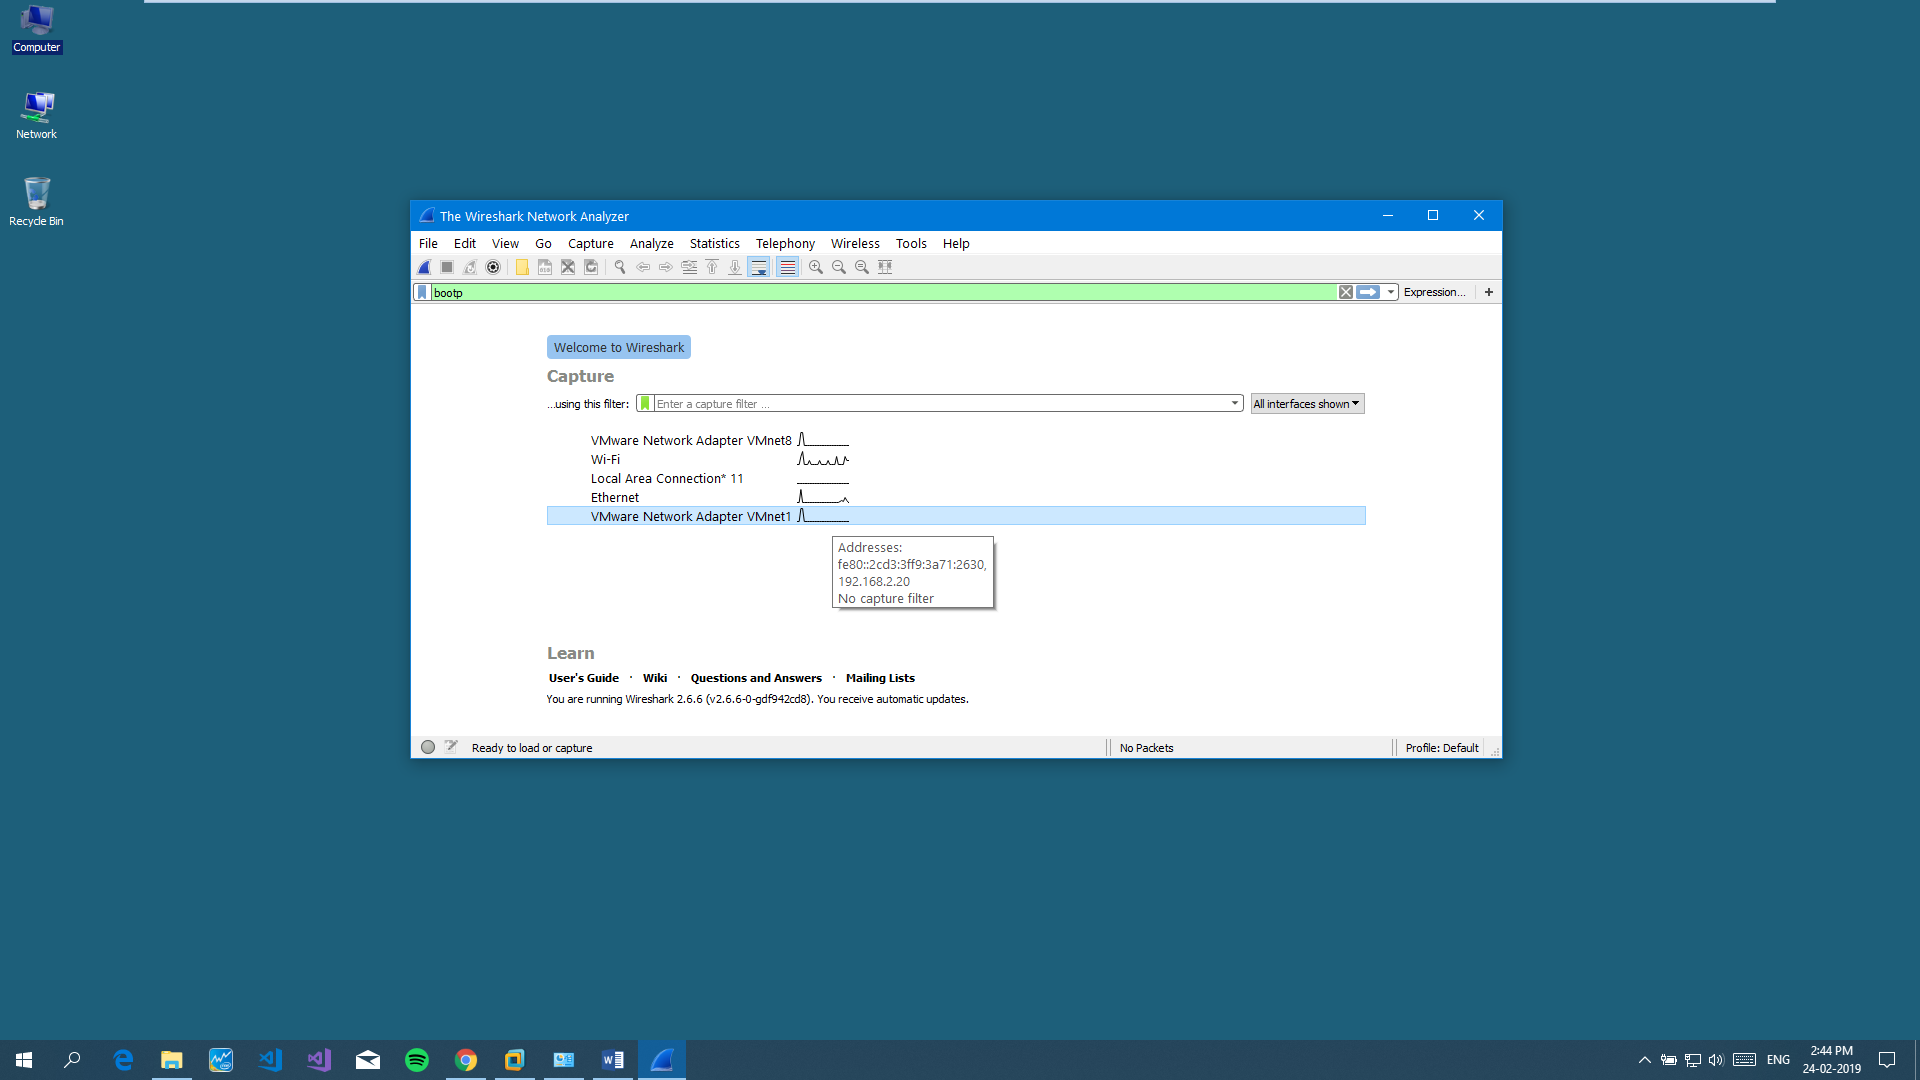 Computer
Network
Recycle Bin
The Wireshark Network Analyzer
File Edit View Go Capture Analyze Statistics Telephony Wireless Tools Help
bootp Expression... +
Welcome to Wireshark
Capture
...using this filter: Enter a capture filter ... All interfaces shown
VMware Network Adapter VMnet8
Wi-Fi
Local Area Connection* 11
Ethernet
VMware Network Adapter VMnet1
Addresses:
fe80::2cd3:3ff9:3a71:2630,
192.168.2.20
No capture filter
Learn
User's Guide · Wiki · Questions and Answers · Mailing Lists
You are running Wireshark 2.6.6 (v2.6.6-0-gdf942cd8). You receive automatic updates.
Ready to load or capture No Packets Profile: Default
ENG
2:44 PM
24-02-2019